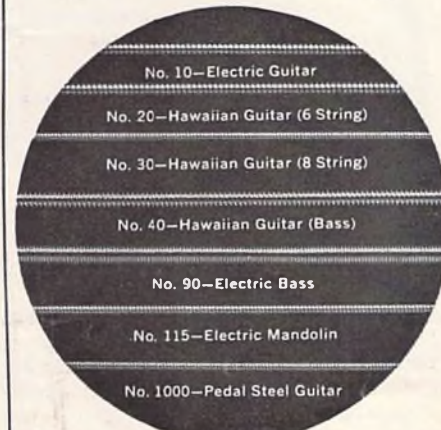 No. 10—Electric Guitar
No. 20—Hawaiian Guitar (6 String)
No. 30—Hawaiian Guitar (8 String)
No. 40—Hawaiian Guitar (Bass)
No. 90—Electric Bass
No. 115—Electric Mandolin
No. 1000—Pedal Steel Guitar